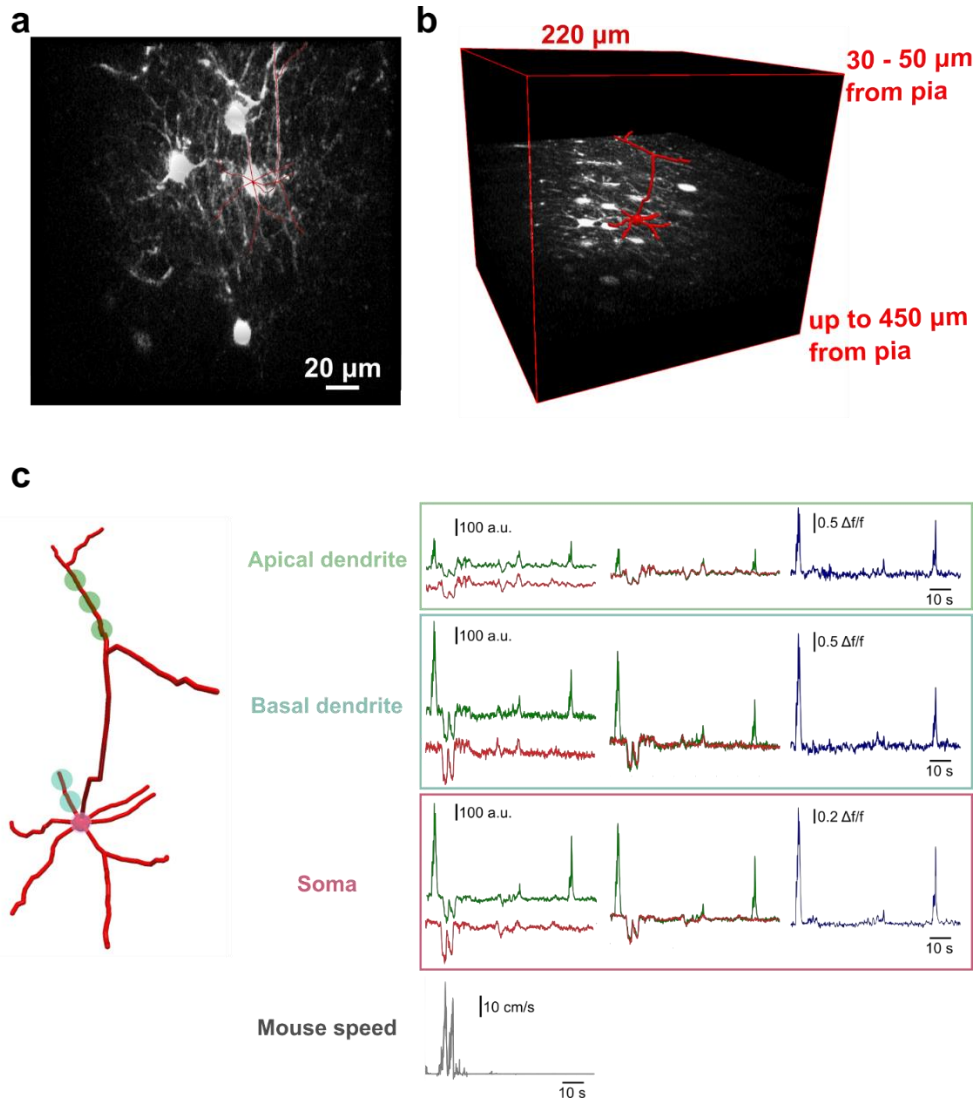 a
20 µm
b
220 µm
30 - 50 µm
from pia
up to 450 µm
from pia
c
Apical dendrite
100 a.u.
0.5 Δf/f
10 s
Basal dendrite
100 a.u.
0.5 Δf/f
10 s
Soma
100 a.u.
0.2 Δf/f
10 s
Mouse speed
10 cm/s
10 s